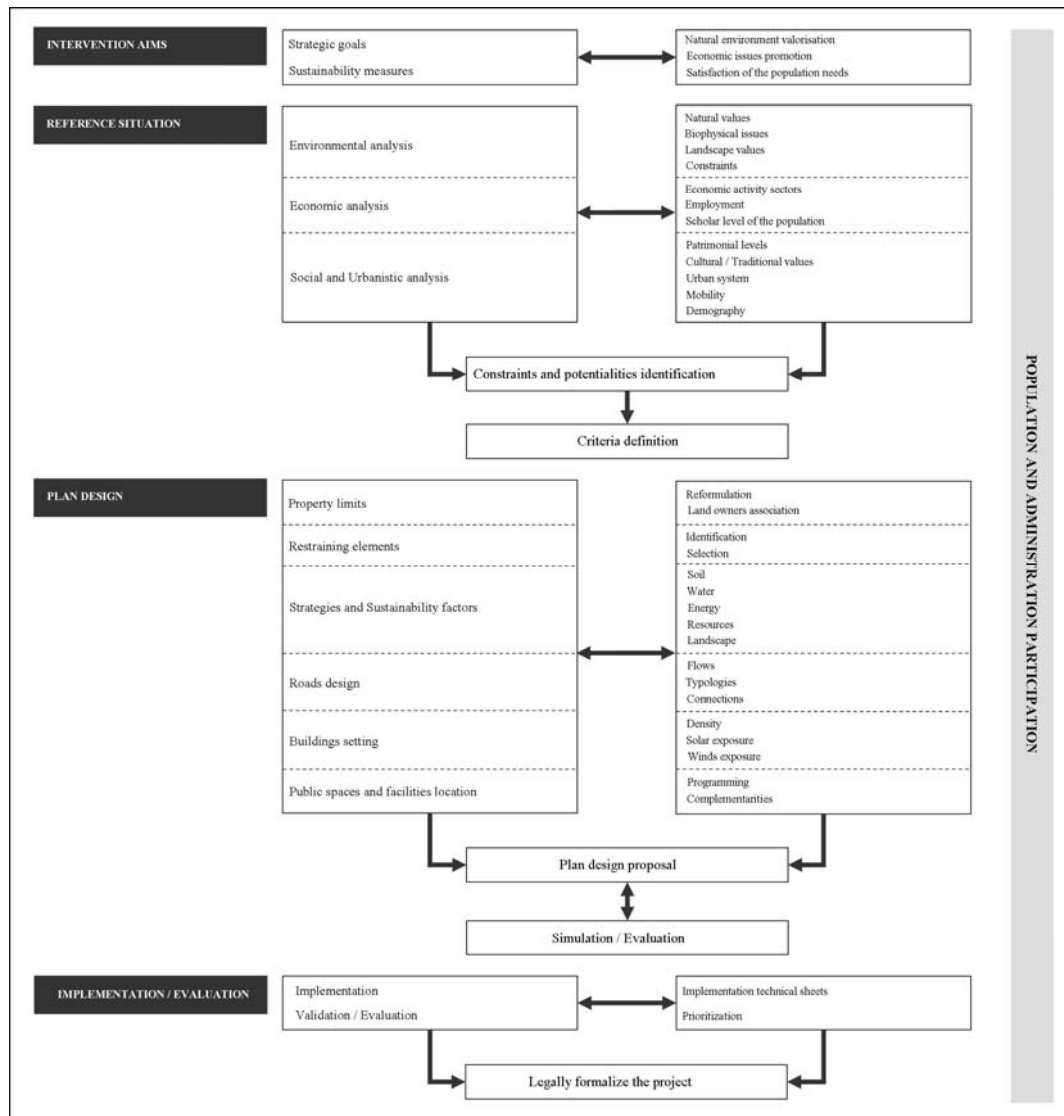 INTERVENTION AIMS
Strategic goals
Sustainability measures
Natural environment valorisation
Economic issues promotion
Satisfaction of the population needs
REFERENCE SITUATION
Environmental analysis
Natural values
Biophysical issues
Landscape values
Constraints
Economic analysis
Economic activity sectors
Employment
Scholar level of the population
Social and Urbanistic analysis
Patrimonial levels
Cultural / Traditional values
Urban system
Mobility
Demography
Constraints and potentialities identification
Criteria definition
PLAN DESIGN
Property limits
Reformulation
Land owners association
Restraining elements
Identification
Selection
Strategies and Sustainability factors
Soil
Water
Energy
Resources
Landscape
Roads design
Flows
Typologies
Connections
Buildings setting
Density
Solar exposure
Winds exposure
Public spaces and facilities location
Programming
Complementarities
Plan design proposal
Simulation / Evaluation
IMPLEMENTATION / EVALUATION
Implementation
Validation / Evaluation
Implementation technical sheets
Prioritization
Legally formalize the project
POPULATION AND ADMINISTRATION PARTICIPATION